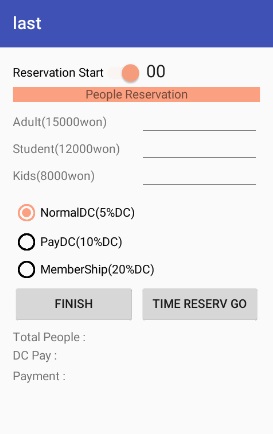 last
Reservation Start 00
People Reservation
Adult(15000won)
Student(12000won)
Kids(8000won)
NormalDC(5%DC)
PayDC(10%DC)
MemberShip(20%DC)
FINISH TIME RESERV GO
Total People :
DC Pay :
Payment :